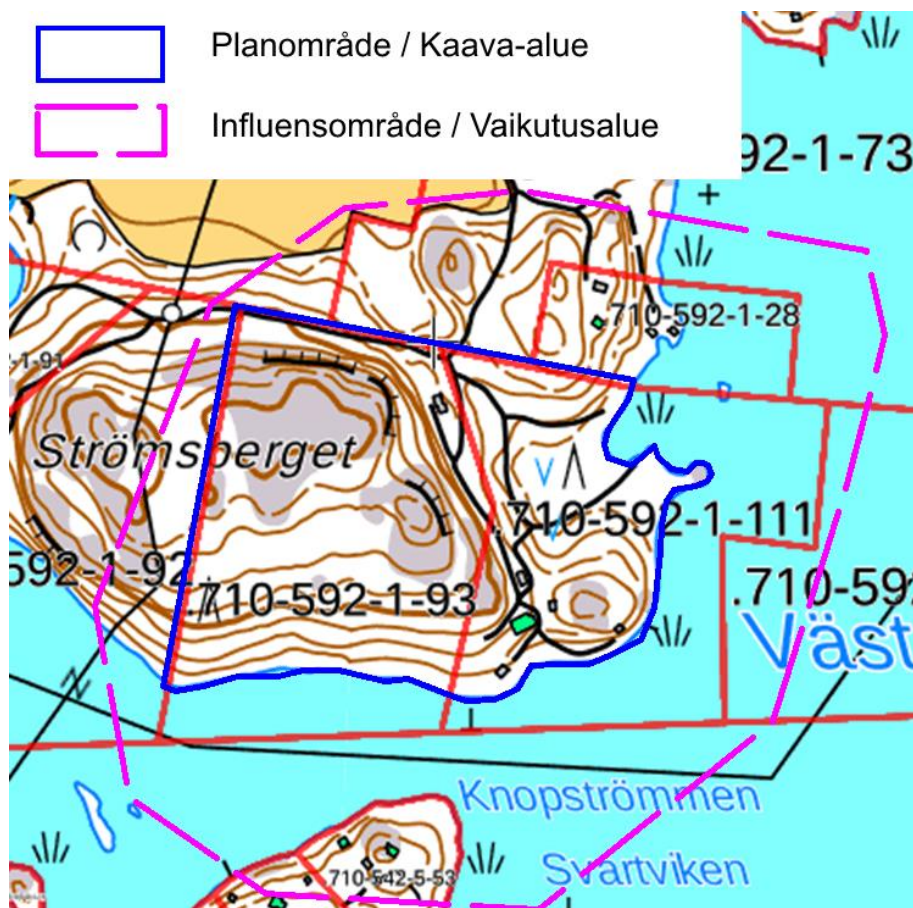 Planområde / Kaava-alue
Influensområde / Vaikutusalue
92-1-73
.710-592-1-28
-1-91
Strömsberget
.710-592-1-111
592-1-92
.710-592-1-93
.710-592
Väst
Z
Knopströmmen
Svartviken
710-542-5-53